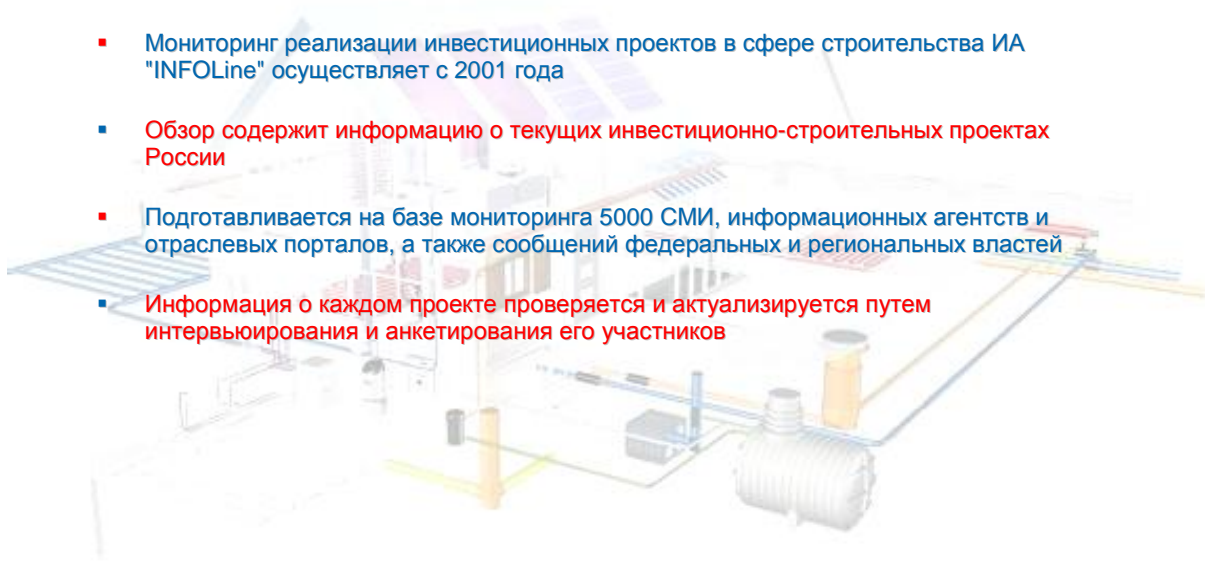 Мониторинг реализации инвестиционных проектов в сфере строительства ИА
"INFOLine" осуществляет с 2001 года
Обзор содержит информацию о текущих инвестиционно-строительных проектах
России
Подготавливается на базе мониторинга 5000 СМИ, информационных агентств и
отраслевых порталов, а также сообщений федеральных и региональных властей
Информация о каждом проекте проверяется и актуализируется путем
интервьюирования и анкетирования его участников